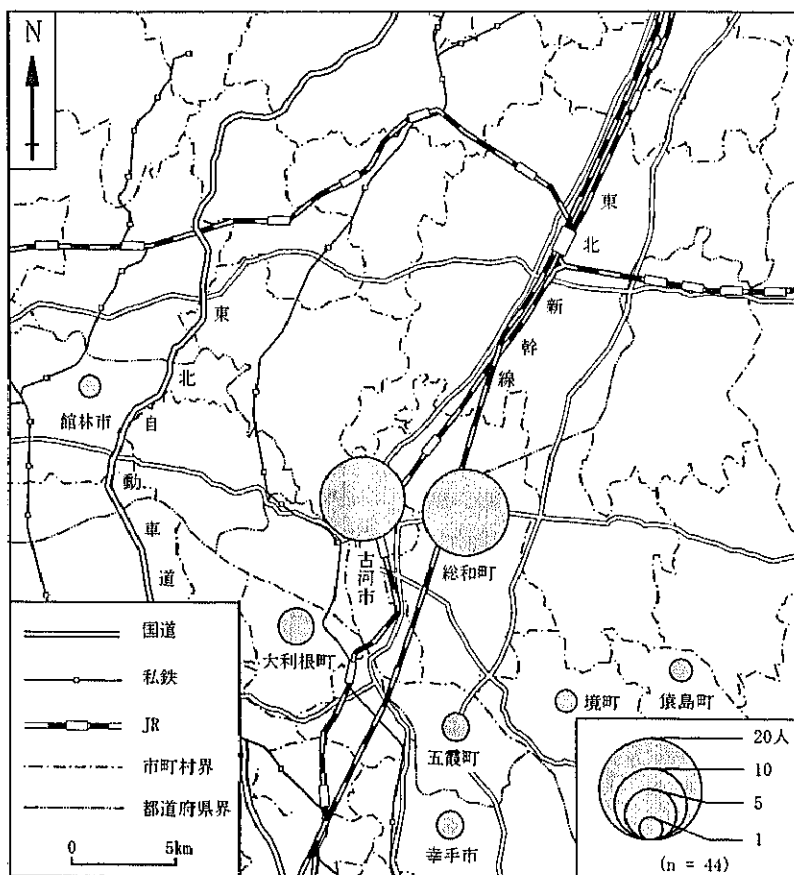 N
東北新幹線
東北自動車道
館林市
古河市
総和町
大利根町
五霞町
境町
猿島町
幸手市
国道
私鉄
JR
市町村界
都道府県界
0 5km
20人
10
5
1
(n = 44)